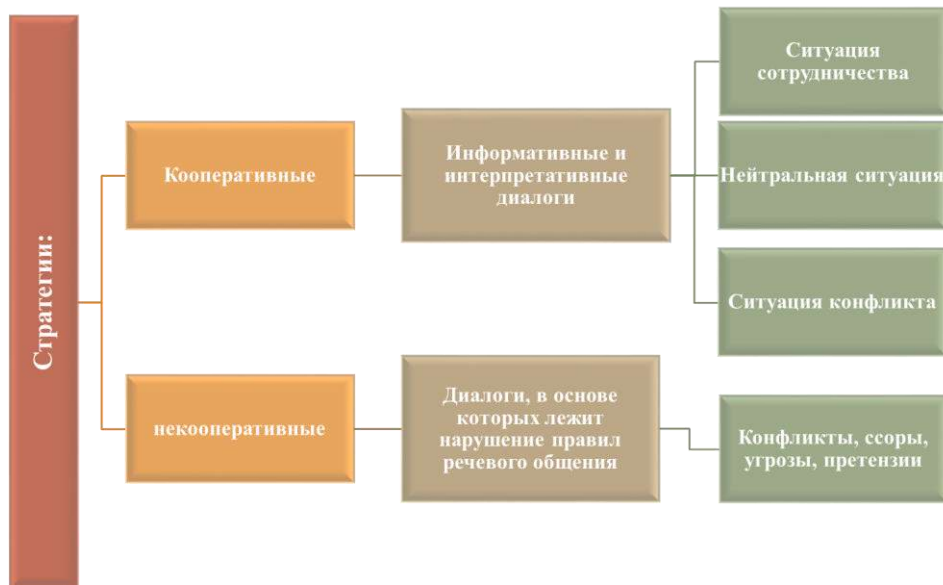 Стратегии:
Кооперативные
Информативные и
интерпретативные
диалоги
Ситуация
сотрудничества
Нейтральная ситуация
Ситуация конфликта
некооперативные
Диалоги, в основе
которых лежит
нарушение правил
речевого общения
Конфликты, ссоры,
угрозы, претензии